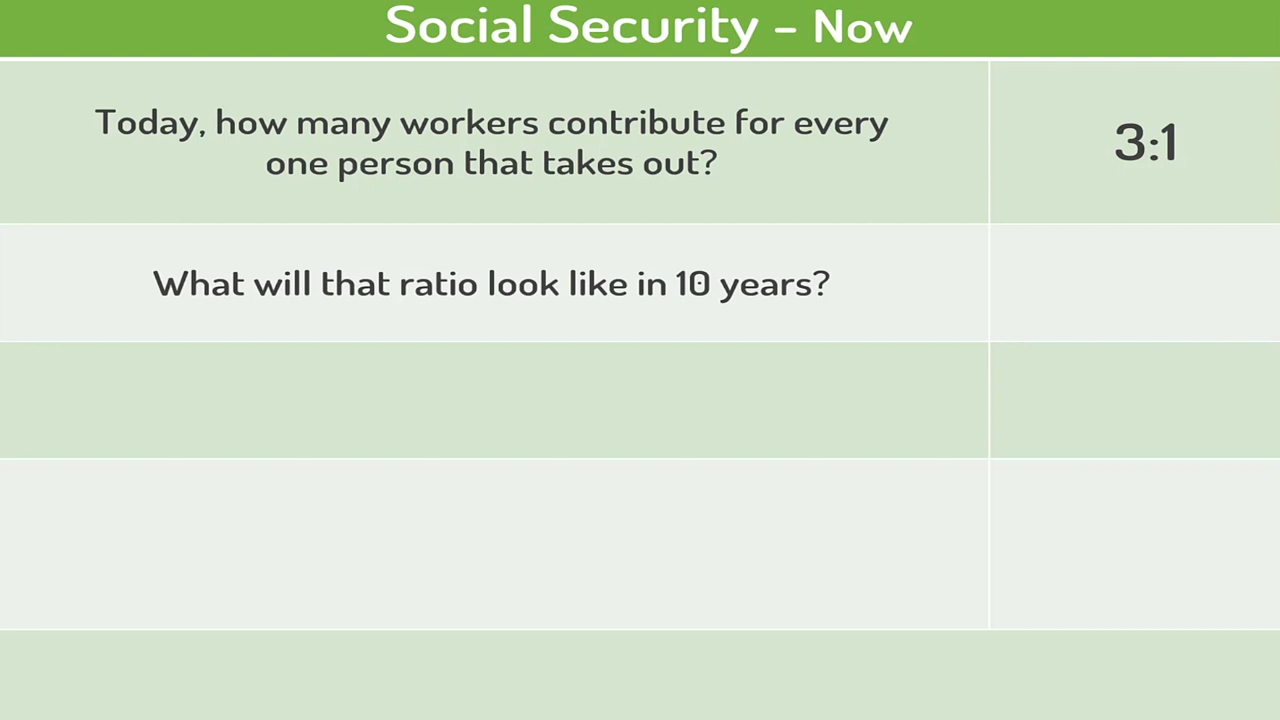 Social Security – Now
Today, how many workers contribute for every
one person that takes out?
3:1
What will that ratio look like in 10 years?